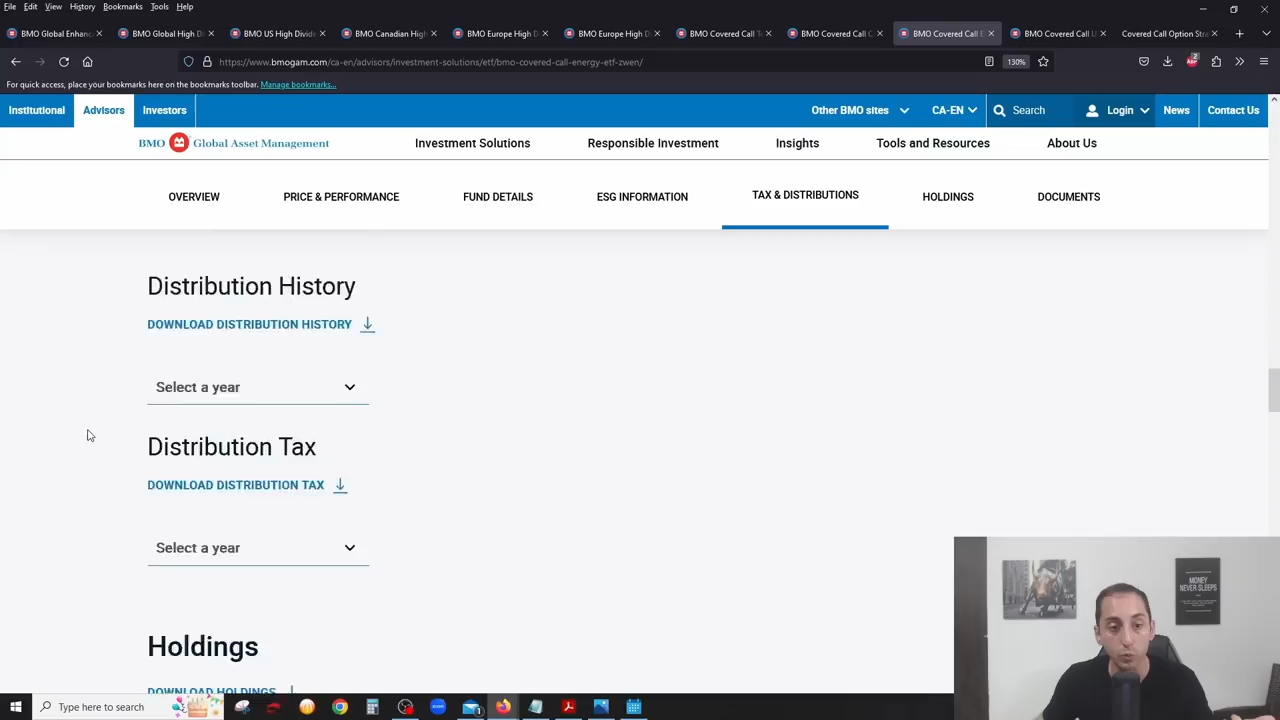 File Edit View History Bookmarks Tools Help
BMO Global Enhanc BMO Global High Di BMO US High Divide BMO Canadian High BMO Europe High D BMO Europe High D BMO Covered Call Te BMO Covered Call C BMO Covered Call E BMO Covered Call U Covered Call Option Stra
https://www.bmogam.com/ca-en/advisors/investment-solutions/etf/bmo-covered-call-energy-etf-zwen/ 130%
For quick access, place your bookmarks here on the bookmarks toolbar. Manage bookmarks...
Institutional Advisors Investors Other BMO sites CA-EN Search Login News Contact Us
BMO Global Asset Management Investment Solutions Responsible Investment Insights Tools and Resources About Us
OVERVIEW PRICE & PERFORMANCE FUND DETAILS ESG INFORMATION TAX & DISTRIBUTIONS HOLDINGS DOCUMENTS
Distribution History
DOWNLOAD DISTRIBUTION HISTORY
Select a year
Distribution Tax
DOWNLOAD DISTRIBUTION TAX
Select a year
MONEY
NEVER SLEEPS
Holdings
DOWNLOAD HOLDINGS
Type here to search